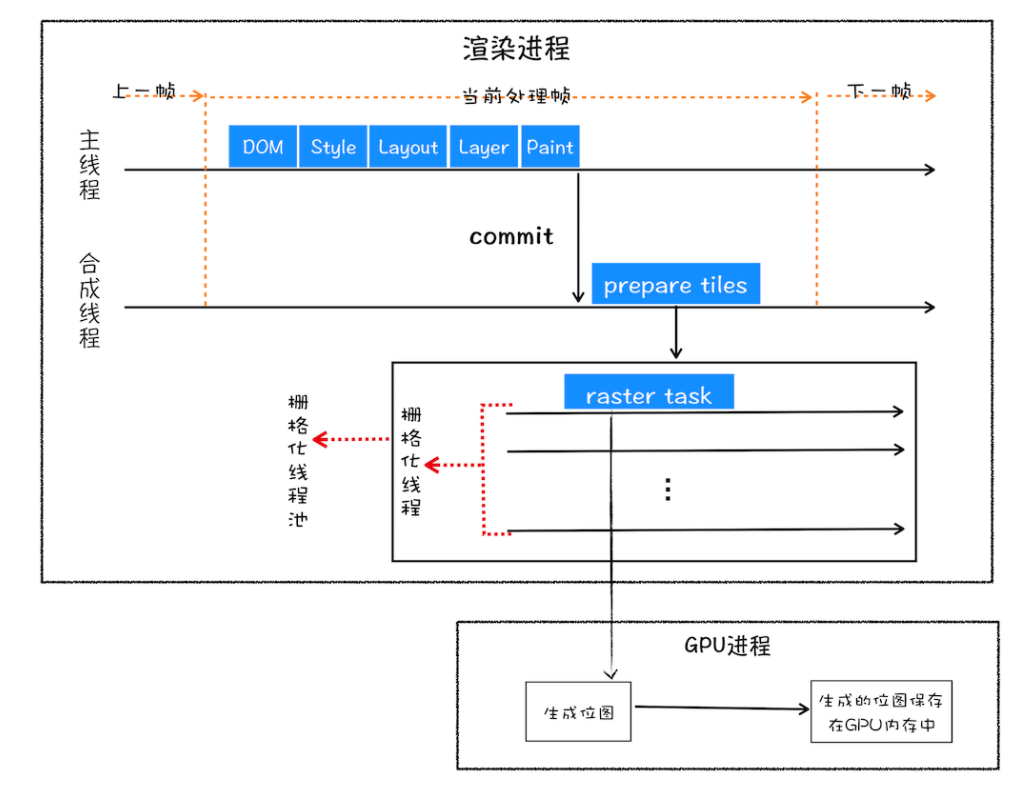 渲染进程
上一帧
当前处理帧
下一帧
主线程
DOM
Style
Layout
Layer
Paint
commit
合成线程
prepare tiles
raster task
栅格化线程池
栅格化线程
GPU进程
生成位图
生成的位图保存
在GPU内存中